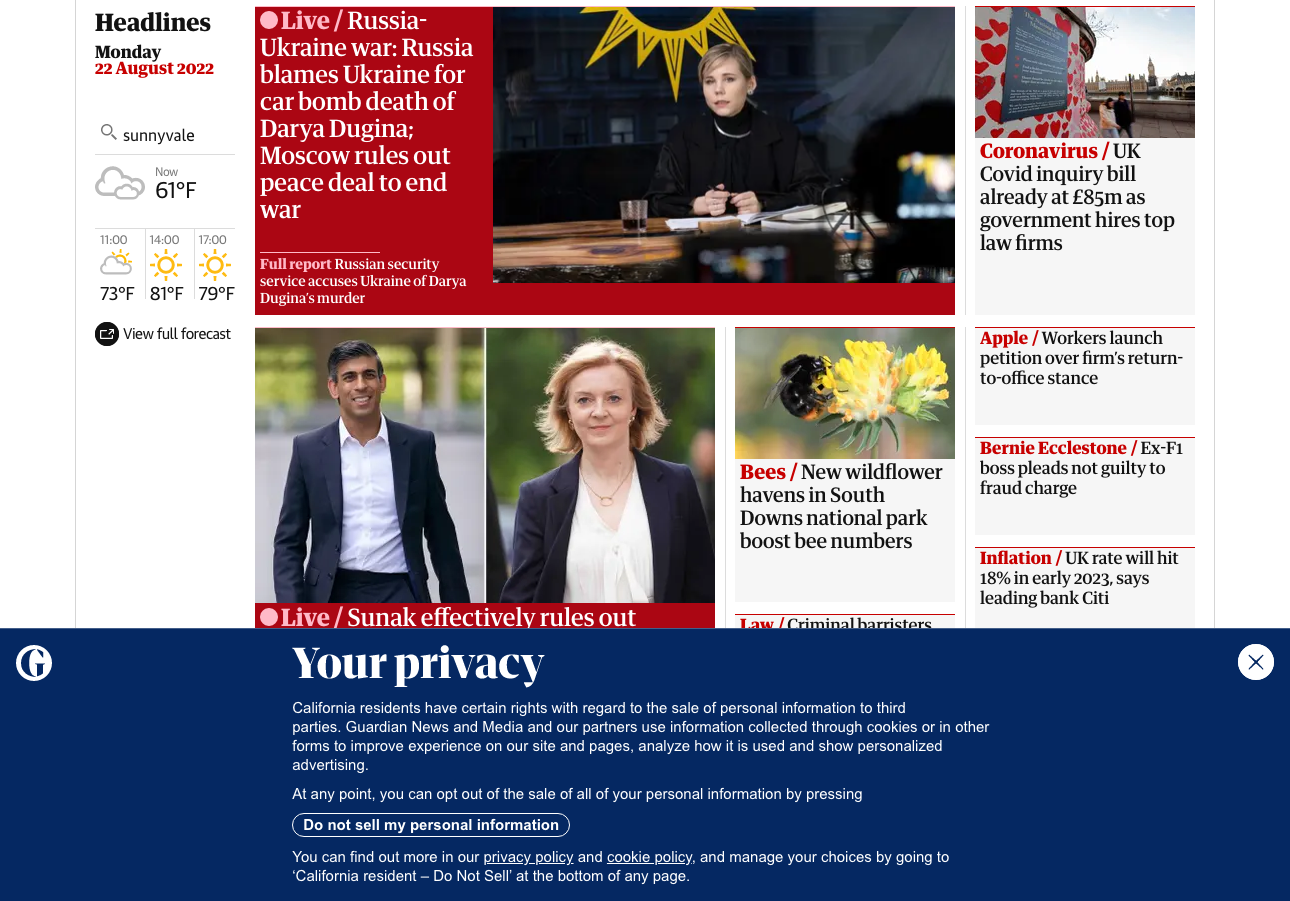 Headlines
Monday
22 August 2022
sunnyvale
Now
61°F
11:00
14:00
17:00
73°F
81°F
79°F
View full forecast
Live / Russia-
Ukraine war: Russia
blames Ukraine for
car bomb death of
Darya Dugina;
Moscow rules out
peace deal to end
war
Full report Russian security
service accuses Ukraine of Darya
Dugina’s murder
Coronavirus / UK
Covid inquiry bill
already at £85m as
government hires top
law firms
Live / Sunak effectively rules out
Bees / New wildflower
havens in South
Downs national park
boost bee numbers
Law / Criminal barristers
Apple / Workers launch
petition over firm’s return-
to-office stance
Bernie Ecclestone / Ex-F1
boss pleads not guilty to
fraud charge
Inflation / UK rate will hit
18% in early 2023, says
leading bank Citi
Your privacy
California residents have certain rights with regard to the sale of personal information to third
parties. Guardian News and Media and our partners use information collected through cookies or in other
forms to improve experience on our site and pages, analyze how it is used and show personalized
advertising.
At any point, you can opt out of the sale of all of your personal information by pressing
Do not sell my personal information
You can find out more in our privacy policy and cookie policy, and manage your choices by going to
‘California resident – Do Not Sell’ at the bottom of any page.